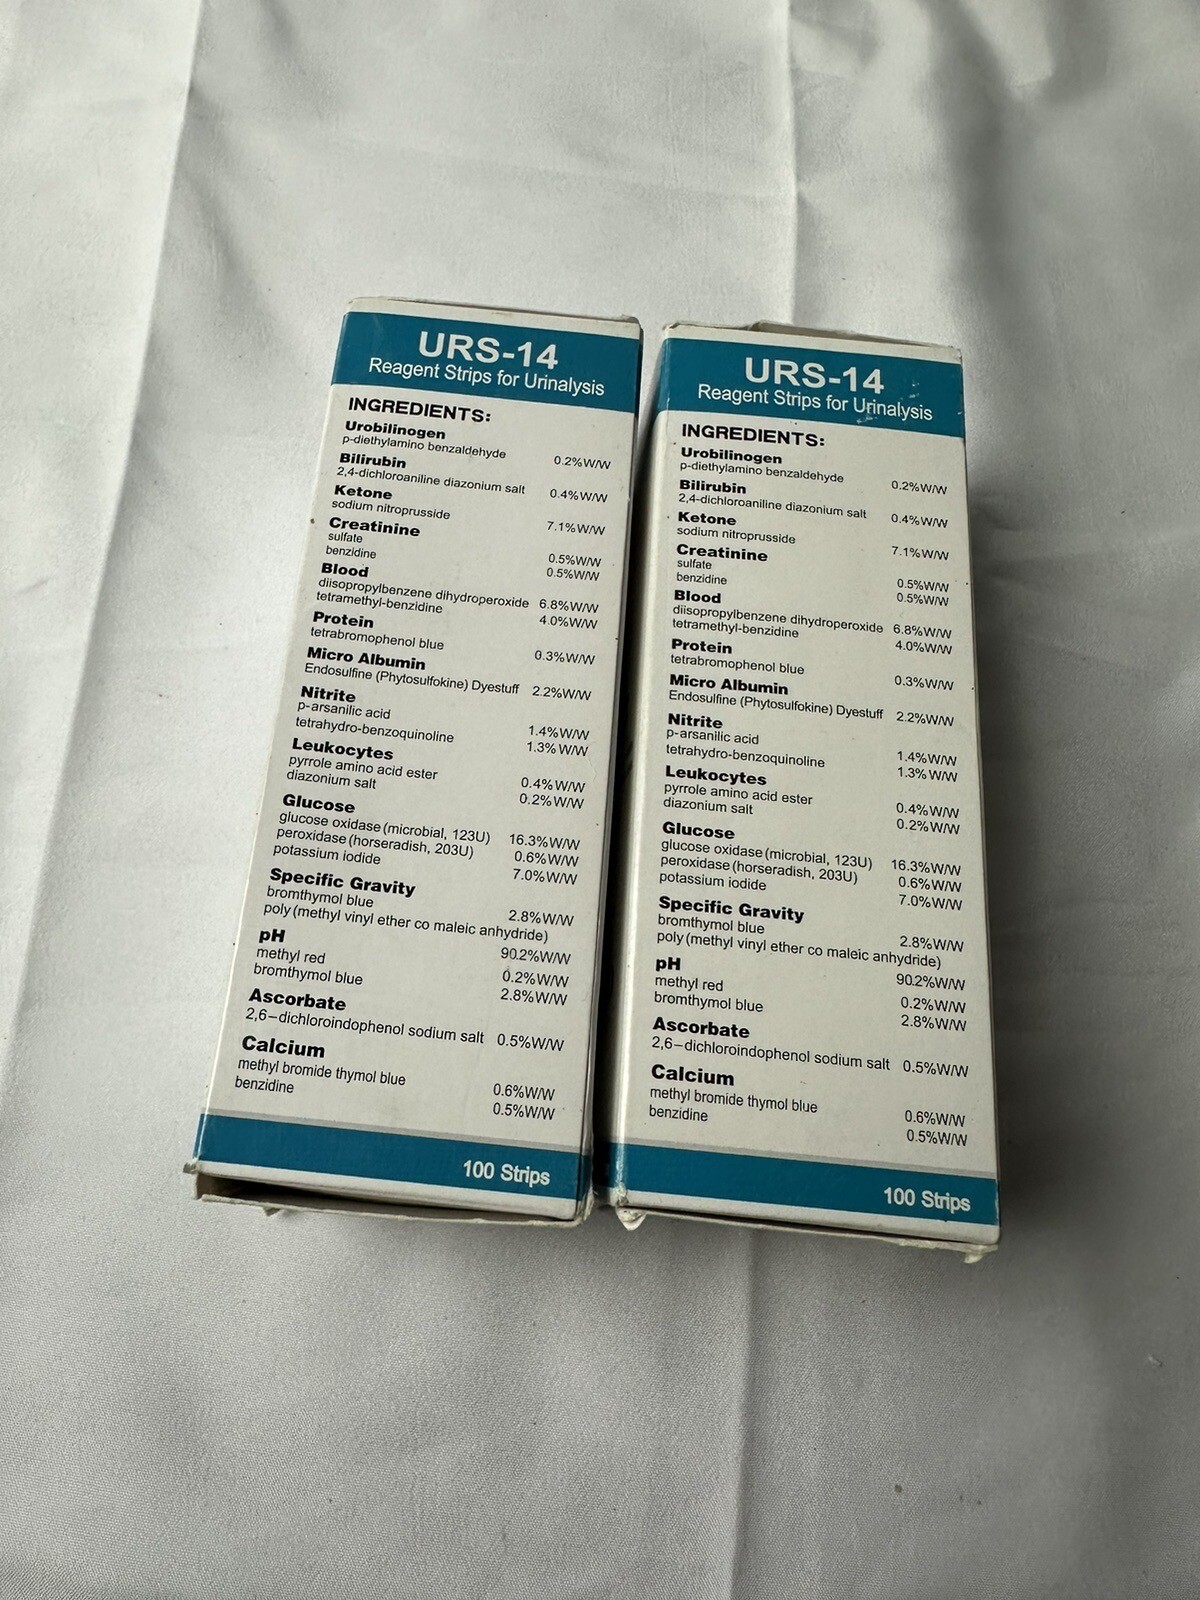 URS-14
Reagent Strips for Urinalysis
INGREDIENTS:
Urobilinogen
p-diethylamino benzaldehyde 0.2%W/W
Bilirubin
2,4-dichloroaniline diazonium salt 0.4%W/W
Ketone
sodium nitroprusside 7.1%W/W
Creatinine
sulfate 0.5%W/W
benzidine 0.5%W/W
Blood
diisopropylbenzene dihydroperoxide 6.8%W/W
tetramethyl-benzidine 4.0%W/W
Protein
tetrabromophenol blue 0.3%W/W
Micro Albumin
Endosulfine (Phytosulfokine) Dyestuff 2.2%W/W
Nitrite
p-arsanilic acid 1.4%W/W
tetrahydro-benzoquinoline 1.3%W/W
Leukocytes
pyrrole amino acid ester 0.4%W/W
diazonium salt 0.2%W/W
Glucose
glucose oxidase (microbial, 123U) 16.3%W/W
peroxidase (horseradish, 203U) 0.6%W/W
potassium iodide 7.0%W/W
Specific Gravity
bromthymol blue 2.8%W/W
poly (methyl vinyl ether co maleic anhydride)
90.2%W/W
pH
methyl red 0.2%W/W
bromthymol blue 2.8%W/W
Ascorbate
2,6-dichloroindophenol sodium salt 0.5%W/W
Calcium
methyl bromide thymol blue 0.6%W/W
benzidine 0.5%W/W
100 Strips
URS-14
Reagent Strips for Urinalysis
INGREDIENTS:
Urobilinogen
p-diethylamino benzaldehyde 0.2%W/W
Bilirubin
2,4-dichloroaniline diazonium salt 0.4%W/W
Ketone
sodium nitroprusside 7.1%W/W
Creatinine
sulfate 0.5%W/W
benzidine 0.5%W/W
Blood
diisopropylbenzene dihydroperoxide 6.8%W/W
tetramethyl-benzidine 4.0%W/W
Protein
tetrabromophenol blue 0.3%W/W
Micro Albumin
Endosulfine (Phytosulfokine) Dyestuff 2.2%W/W
Nitrite
p-arsanilic acid 1.4%W/W
tetrahydro-benzoquinoline 1.3%W/W
Leukocytes
pyrrole amino acid ester 0.4%W/W
diazonium salt 0.2%W/W
Glucose
glucose oxidase (microbial, 123U) 16.3%W/W
peroxidase (horseradish, 203U) 0.6%W/W
potassium iodide 7.0%W/W
Specific Gravity
bromthymol blue 2.8%W/W
poly (methyl vinyl ether co maleic anhydride)
90.2%W/W
pH
methyl red 0.2%W/W
bromthymol blue 2.8%W/W
Ascorbate
2,6-dichloroindophenol sodium salt 0.5%W/W
Calcium
methyl bromide thymol blue 0.6%W/W
benzidine 0.5%W/W
100 Strips